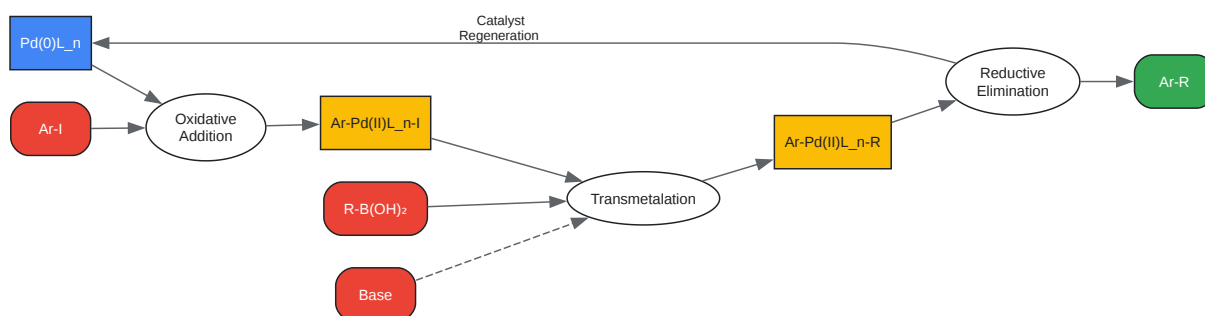 Catalyst
Regeneration
Pd(0)L_n
Ar-I
Oxidative
Addition
Ar-Pd(II)L_n-I
R-B(OH)₂
Base
Transmetalation
Ar-Pd(II)L_n-R
Reductive
Elimination
Ar-R